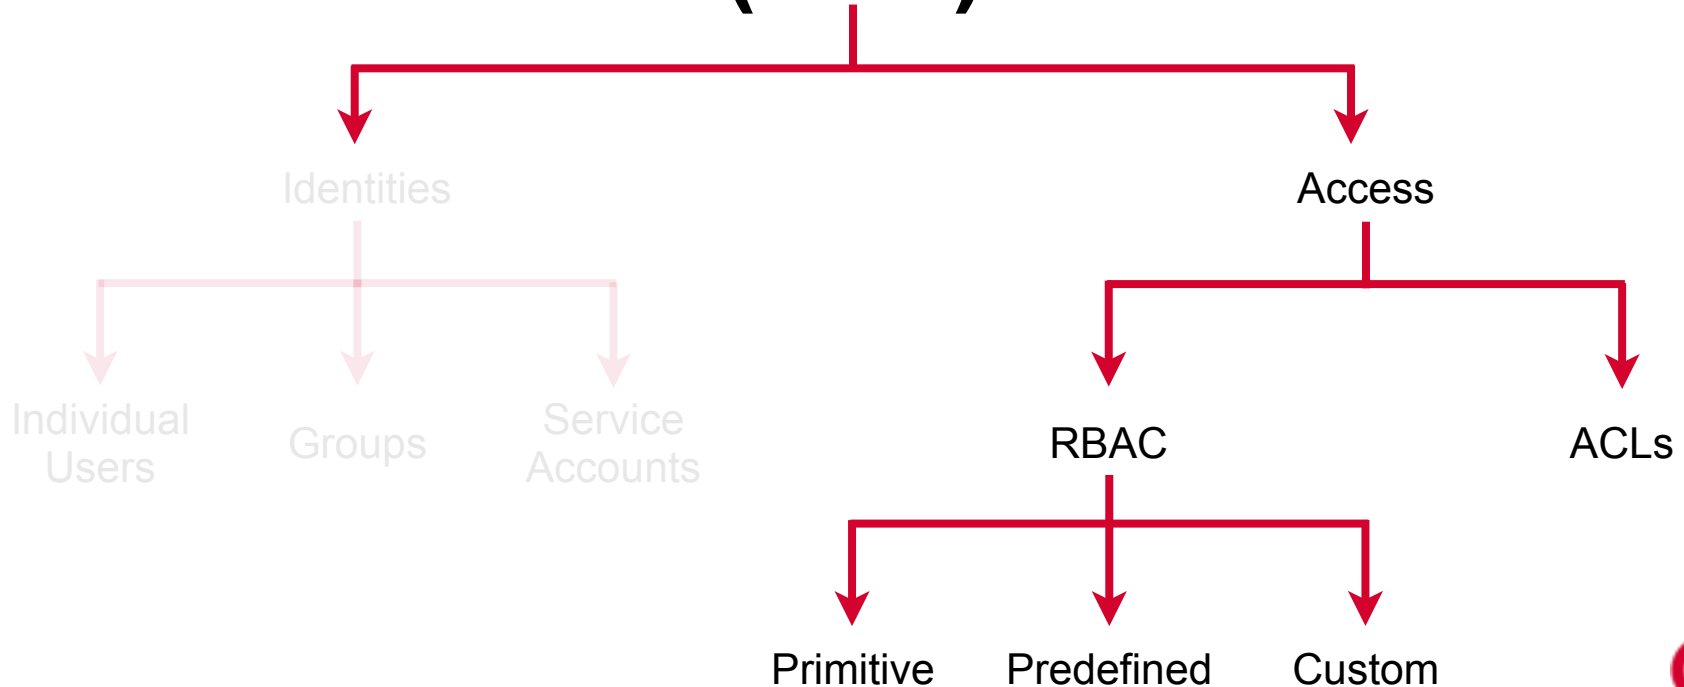 Identities
Access
Individual
Users
Groups
Service
Accounts
RBAC
ACLs
Primitive
Predefined
Custom